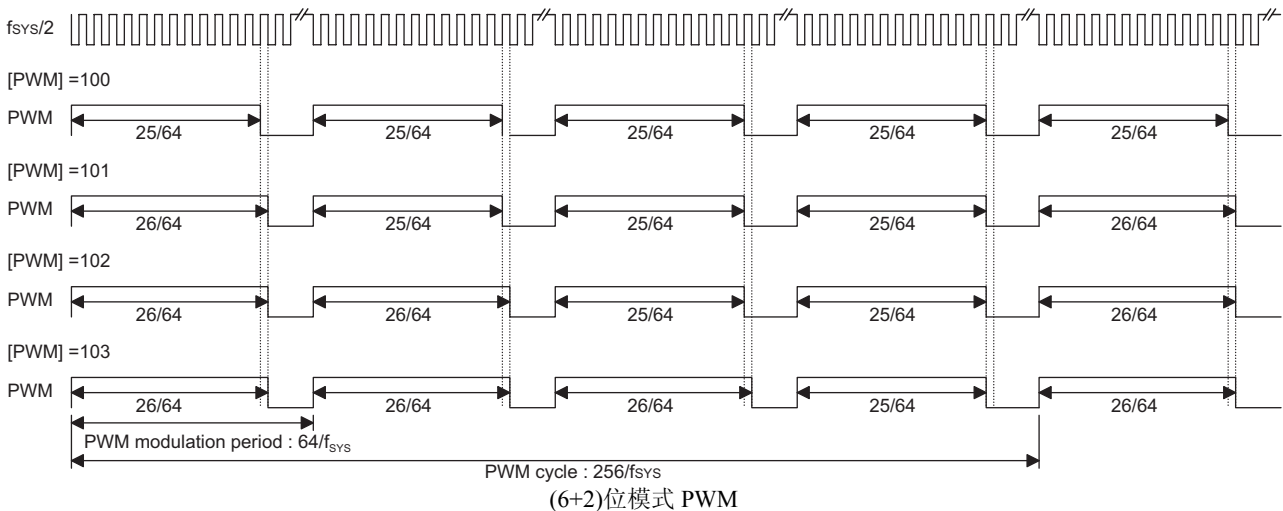 fSYS/2
[PWM] =100
PWM
25/64 25/64 25/64 25/64 25/64
[PWM] =101
PWM
26/64 25/64 25/64 25/64 26/64
[PWM] =102
PWM
26/64 26/64 25/64 25/64 26/64
[PWM] =103
PWM
26/64 26/64 26/64 25/64 26/64
PWM modulation period : 64/fSYS
PWM cycle : 256/fSYS
(6+2)位模式 PWM